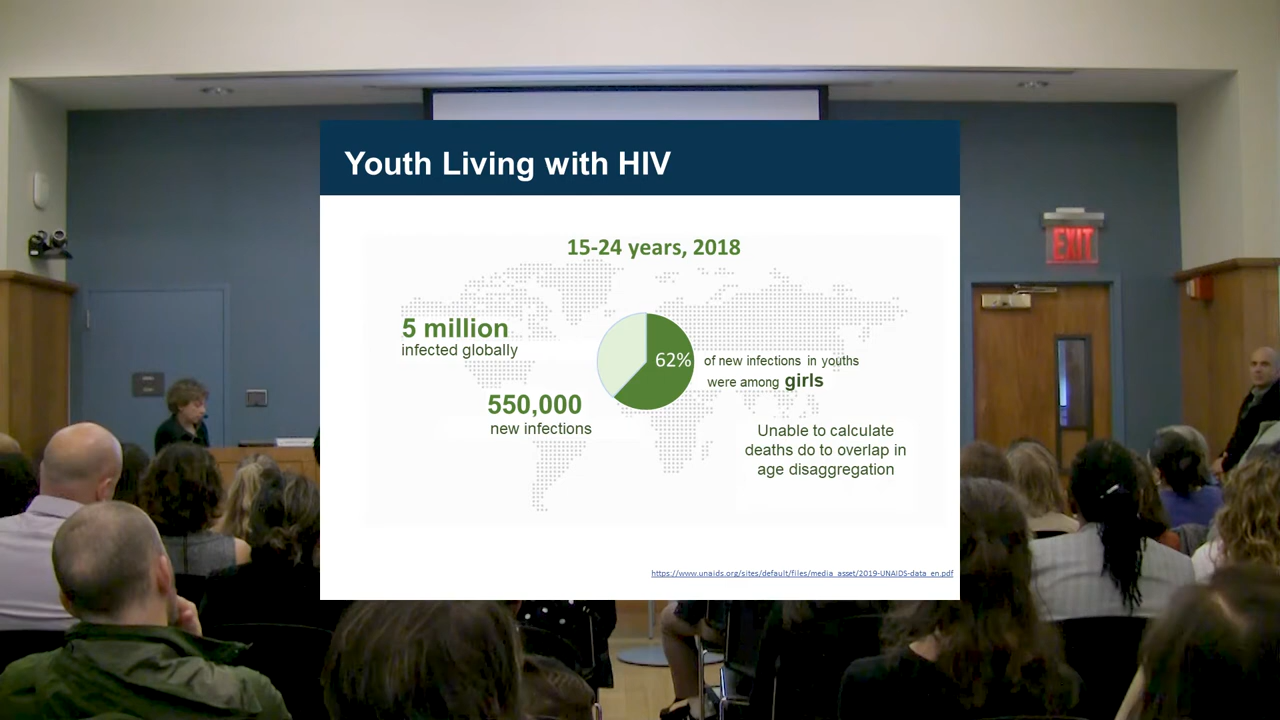 Youth Living with HIV
15-24 years, 2018
5 million
infected globally
62%
of new infections in youths
were among girls
550,000
new infections
Unable to calculate
deaths do to overlap in
age disaggregation
https://www.unaids.org/sites/default/files/media_asset/2019-UNAIDS-data_en.pdf
EXIT